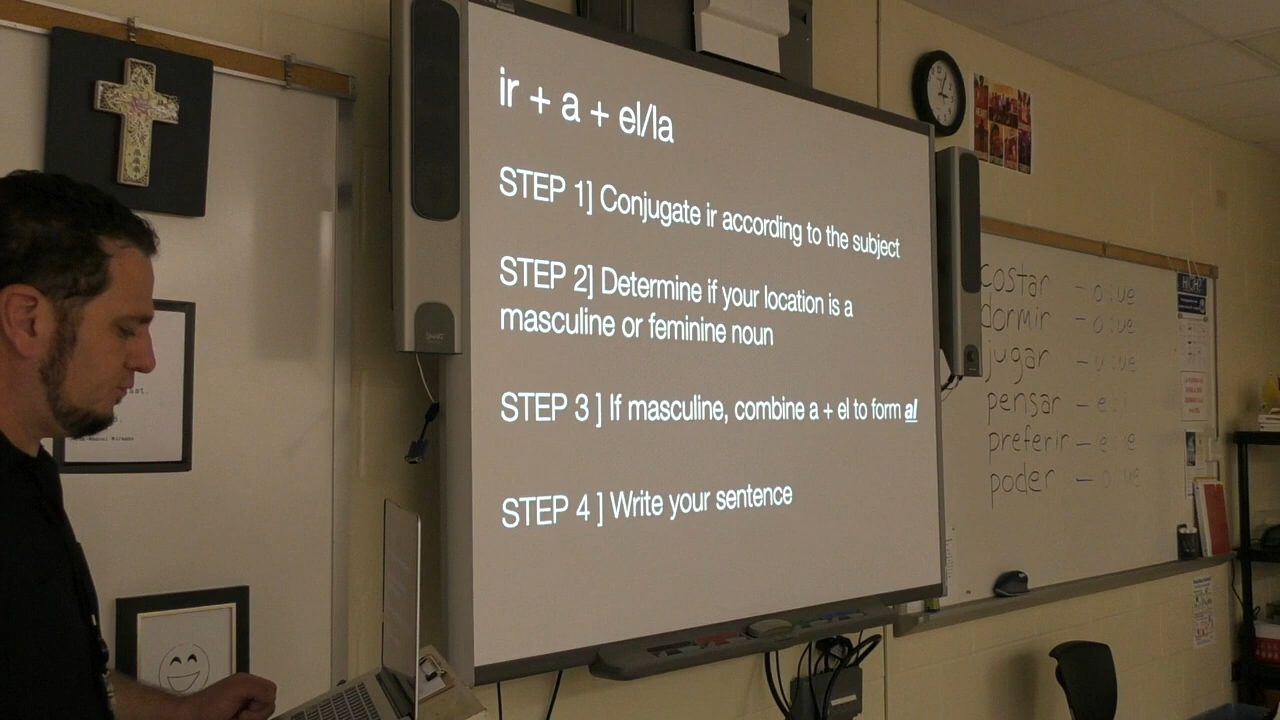 ir + a + el/la
STEP 1] Conjugate ir according to the subject
STEP 2] Determine if your location is a
masculine or feminine noun
STEP 3 ] If masculine, combine a + el to form al
STEP 4 ] Write your sentence
SMART
costar - o:ue
dormir - o:ue
jugar - u:ue
pensar - e:
preferir - e: e
poder - o:ue